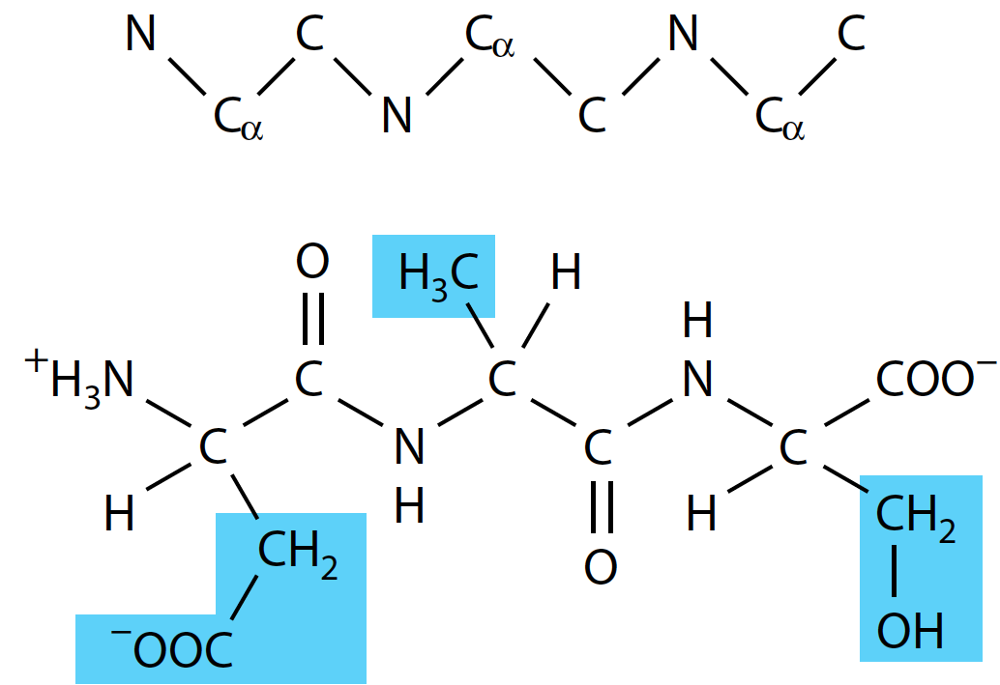 N C Cα N C
Cα N C Cα
O H₃C H
H
⁺H₃N C C N COO⁻
C N C C
H H H CH₂
CH₂ O
⁻OOC OH